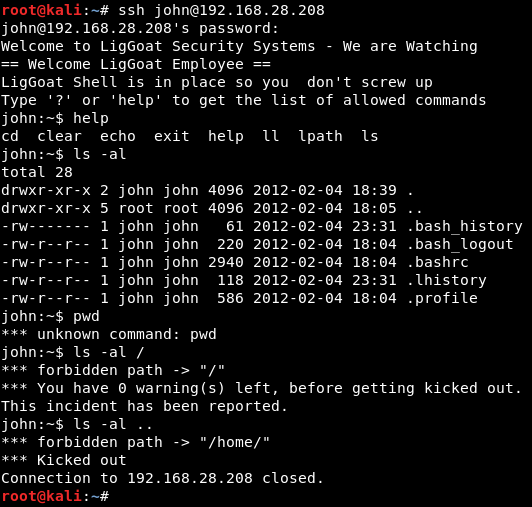 root@kali:~# ssh john@192.168.28.208
john@192.168.28.208's password:
Welcome to LigGoat Security Systems - We are Watching
== Welcome LigGoat Employee ==
LigGoat Shell is in place so you  don't screw up
Type '?' or 'help' to get the list of allowed commands
john:~$ help
cd  clear  echo  exit  help  ll  lpath  ls
john:~$ ls -al
total 28
drwxr-xr-x 2 john john 4096 2012-02-04 18:39 .
drwxr-xr-x 5 root root 4096 2012-02-04 18:05 ..
-rw------- 1 john john   61 2012-02-04 23:31 .bash_history
-rw-r--r-- 1 john john  220 2012-02-04 18:04 .bash_logout
-rw-r--r-- 1 john john 2940 2012-02-04 18:04 .bashrc
-rw-r--r-- 1 john john  118 2012-02-04 23:31 .lhistory
-rw-r--r-- 1 john john  586 2012-02-04 18:04 .profile
john:~$ pwd
*** unknown command: pwd
john:~$ ls -al /
*** forbidden path -> "/"
*** You have 0 warning(s) left, before getting kicked out.
This incident has been reported.
john:~$ ls -al ..
*** forbidden path -> "/home/"
*** Kicked out
Connection to 192.168.28.208 closed.
root@kali:~#